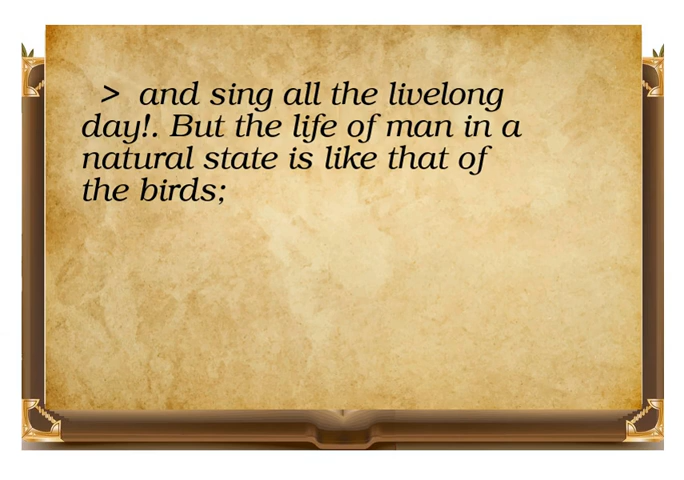 > and sing all the livelong
day!. But the life of man in a
natural state is like that of
the birds;